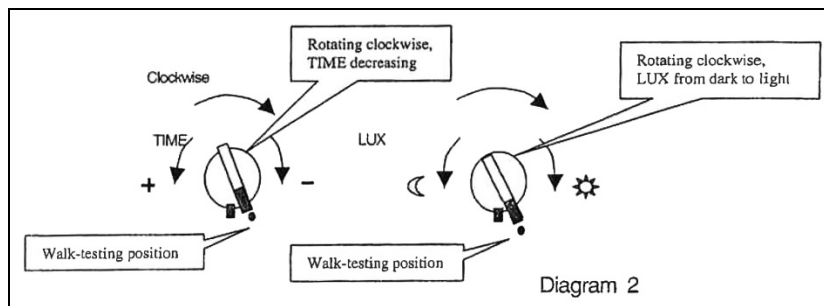 Rotating clockwise,
TIME decreasing
Clockwise
Rotating clockwise,
LUX from dark to light
TIME
LUX
+
-
Walk-testing position
Walk-testing position
Diagram 2